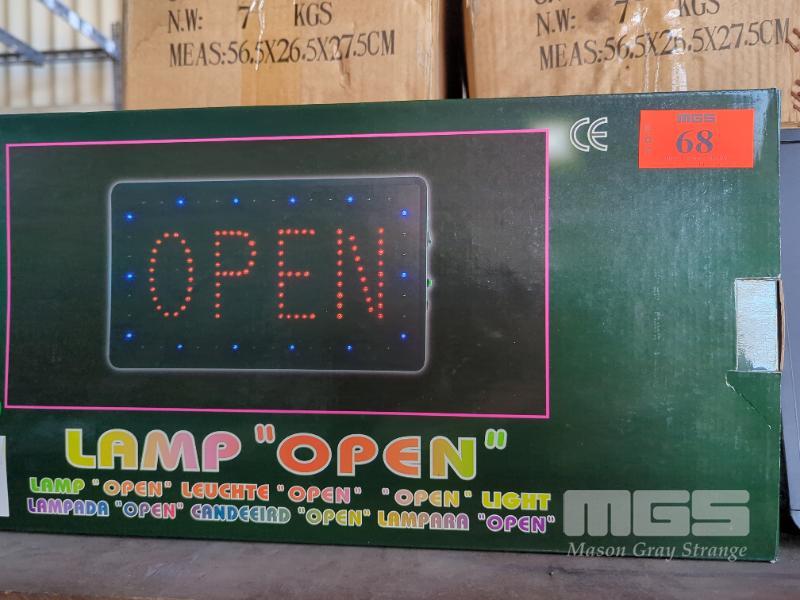 N.W: 7 KGS
MEAS:56.5X26.5X27.5CM
N.W: 7 KGS
MEAS:56.5X26.5X27.5CM
CE
MGS
68
OPEN
LAMP "OPEN"
LAMP "OPEN" LEUCHTE "OPEN" "OPEN" LIGHT
LAMPADA "OPEN" CANDEEIRD "OPEN" LAMPARA "OPEN"
MGS
Mason Gray Strange